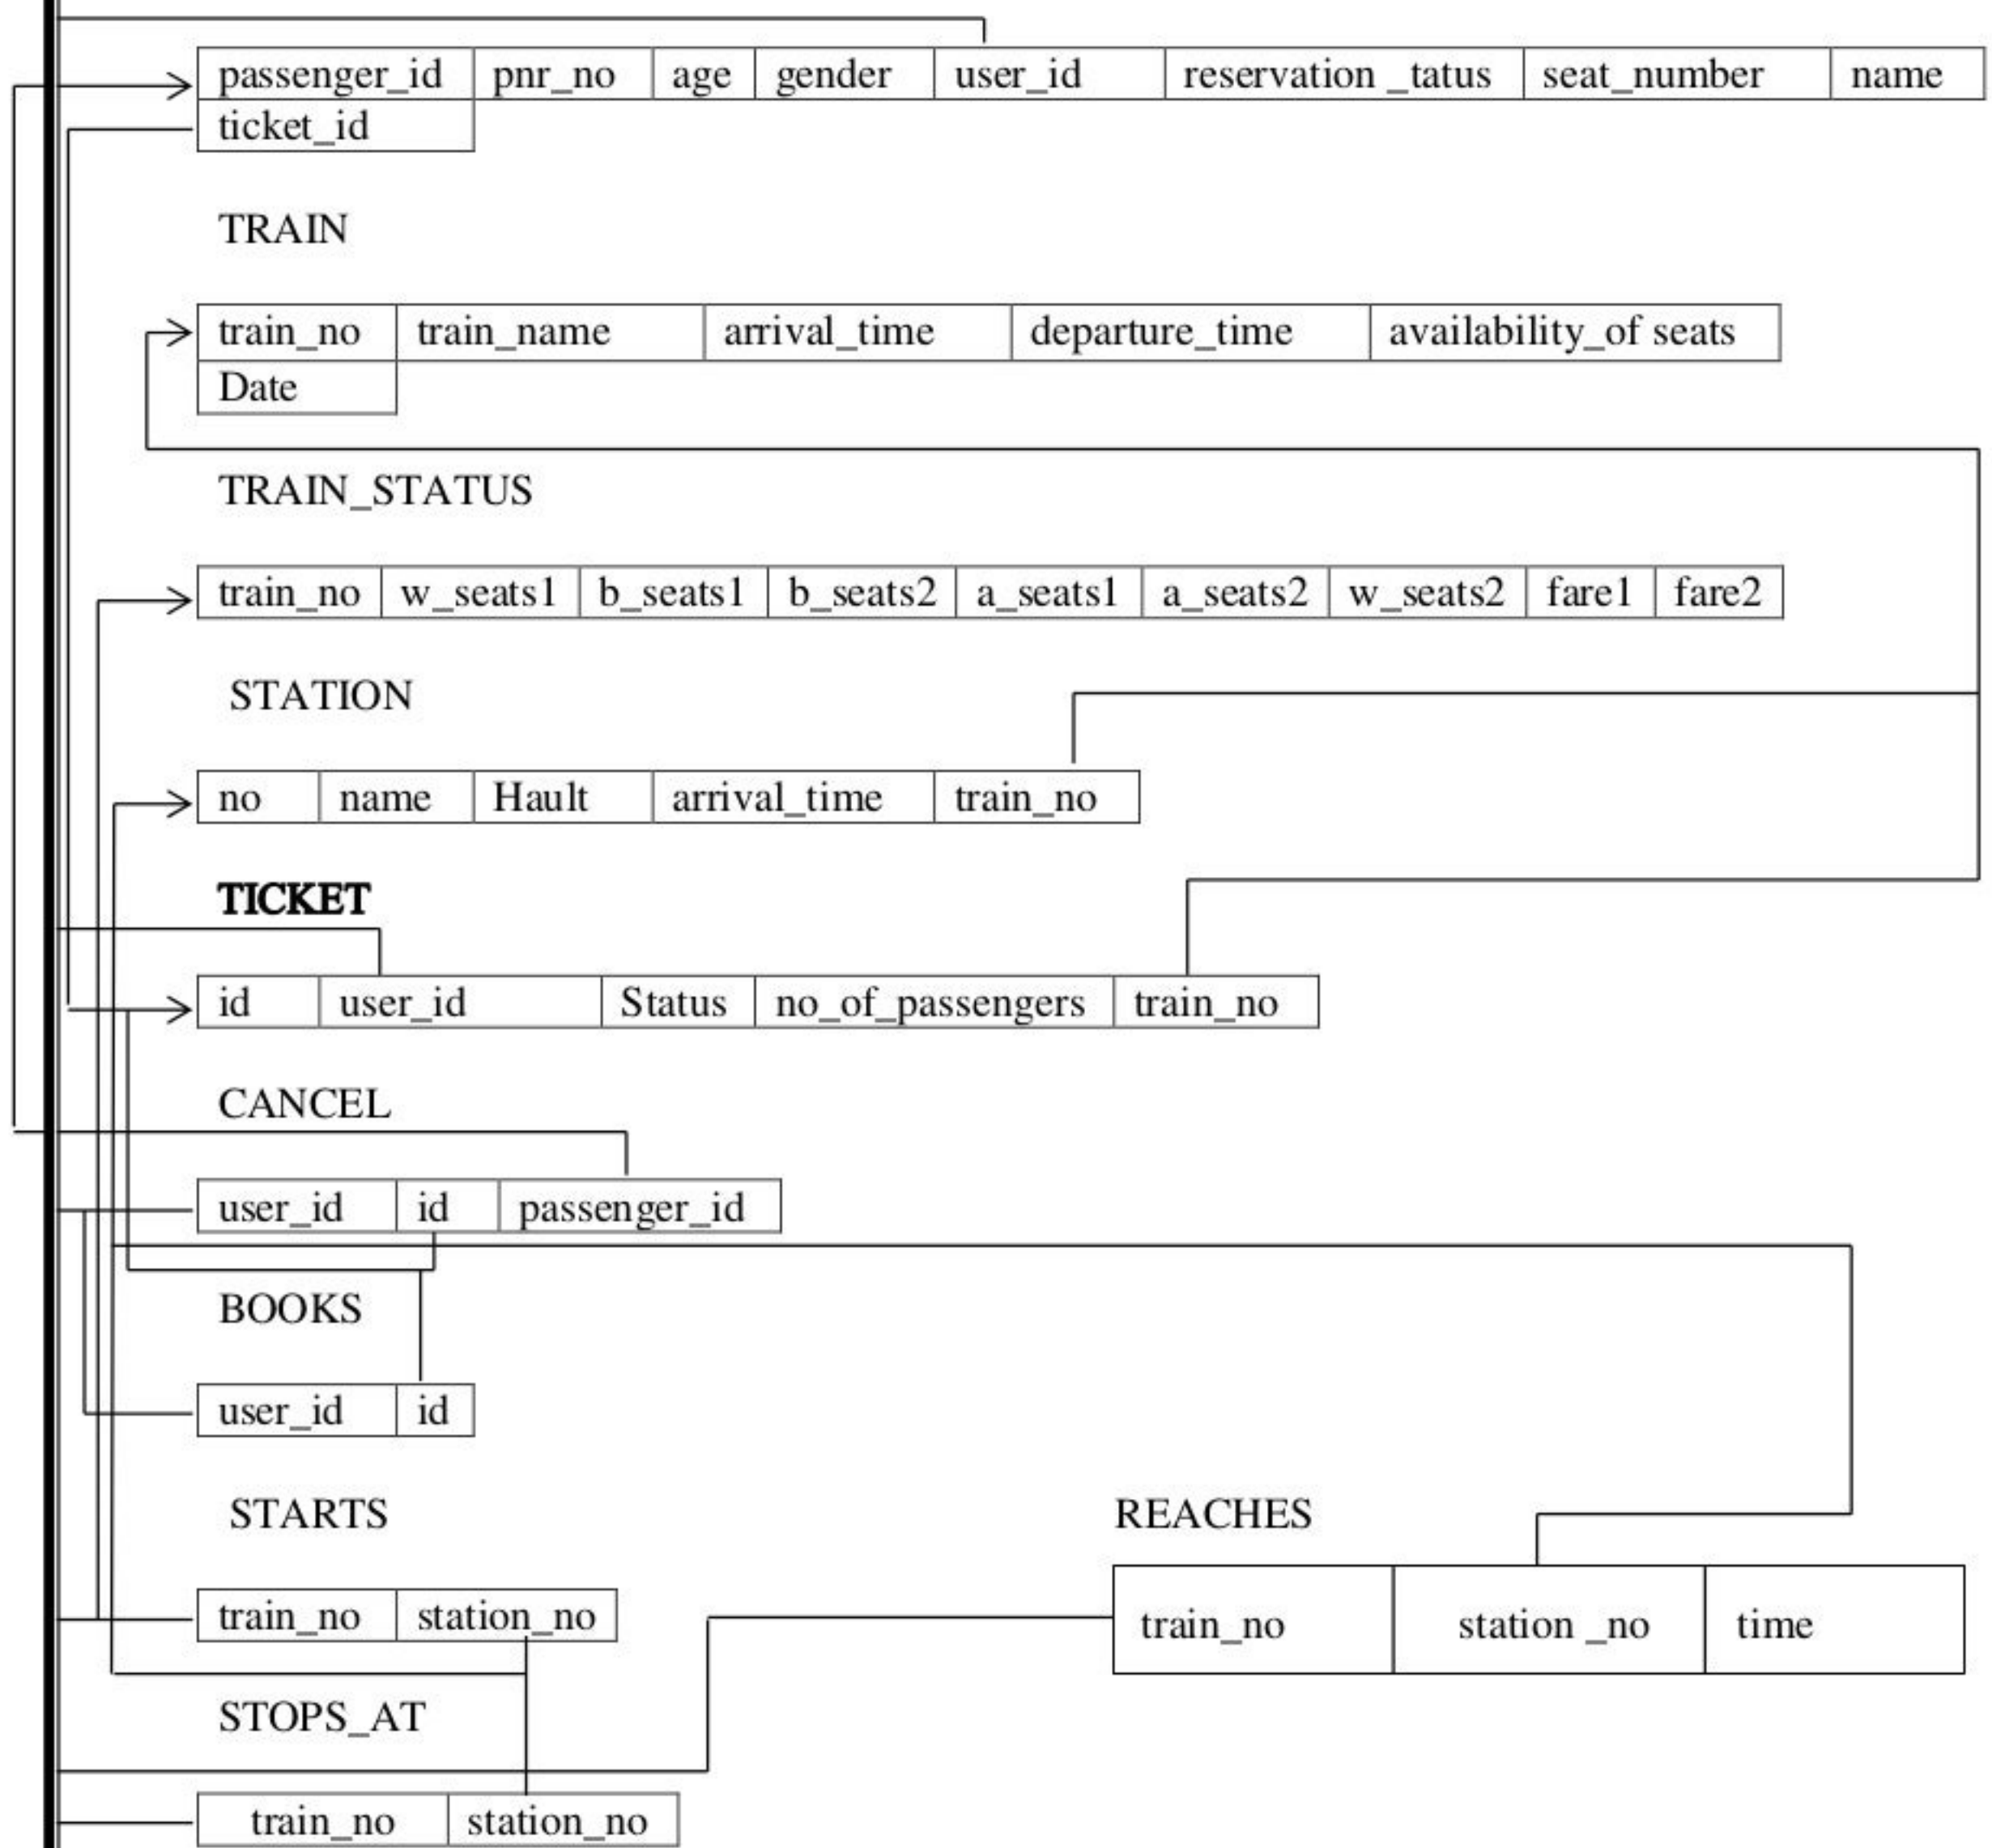 passenger_id pnr_no age gender user_id reservation _tatus seat_number name
ticket_id
TRAIN
train_no train_name arrival_time departure_time availability_of seats
Date
TRAIN_STATUS
train_no w_seats1 b_seats1 b_seats2 a_seats1 a_seats2 w_seats2 fare1 fare2
STATION
no name Hault arrival_time train_no
TICKET
id user_id Status no_of_passengers train_no
CANCEL
user_id id passenger_id
BOOKS
user_id id
STARTS
train_no station_no
REACHES
train_no station _no time
STOPS_AT
train_no station_no